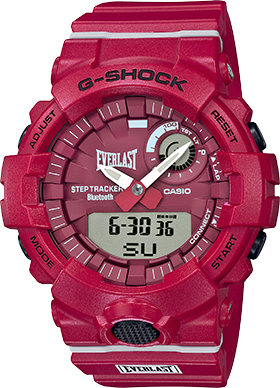 G-SHOCK
ADJUST
RESET
EVERLAST
STEP TRACKER
Bluetooth
CASIO
6-30 36
SU
MODE
CONNECT
START
EVERLAST